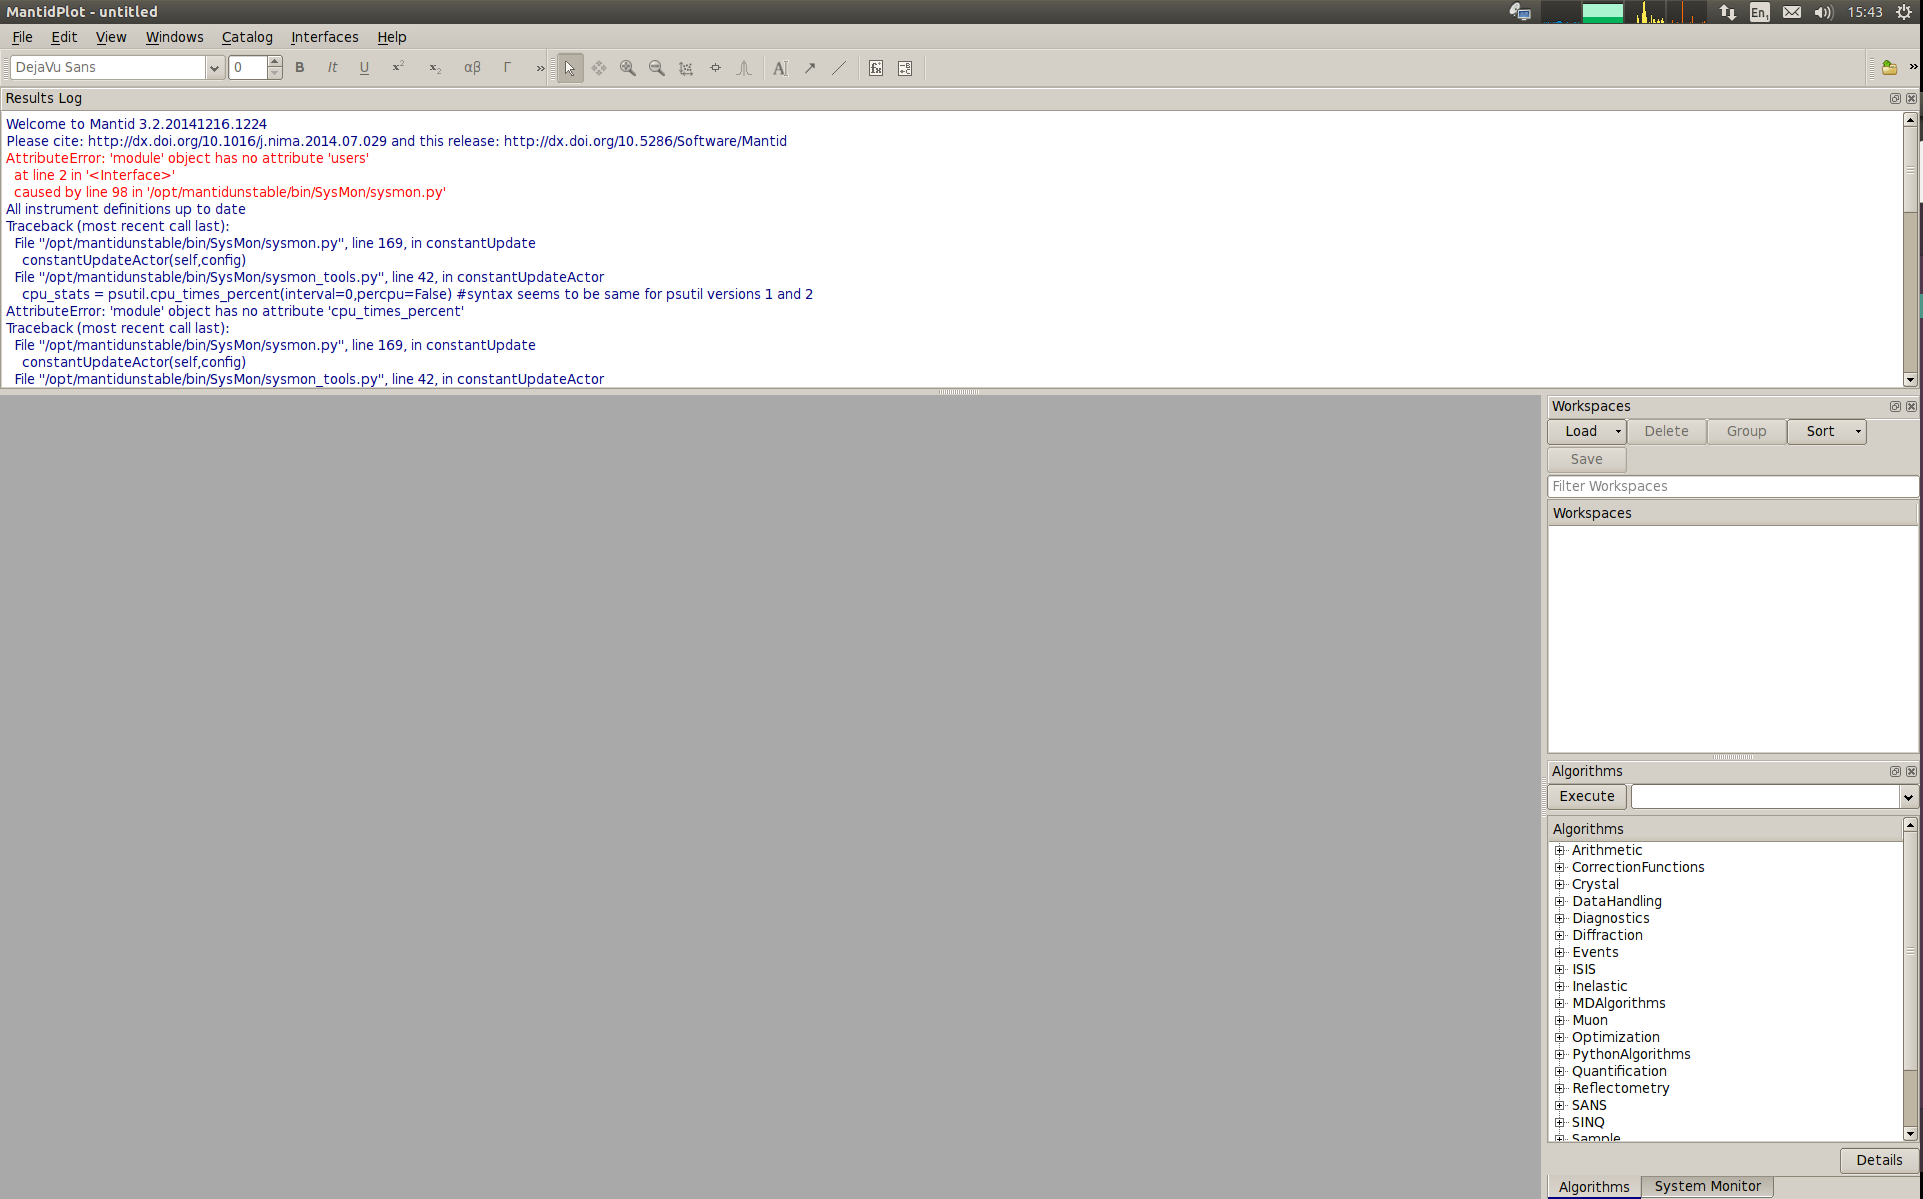 MantidPlot - untitled
En1
15:43
File Edit View Windows Catalog Interfaces Help
DejaVu Sans
0
B It U x² x₂ αβ Γ »
A
»
Results Log
Welcome to Mantid 3.2.20141216.1224
Please cite: http://dx.doi.org/10.1016/j.nima.2014.07.029 and this release: http://dx.doi.org/10.5286/Software/Mantid
AttributeError: 'module' object has no attribute 'users'
at line 2 in '<Interface>'
caused by line 98 in '/opt/mantidunstable/bin/SysMon/sysmon.py'
All instrument definitions up to date
Traceback (most recent call last):
File "/opt/mantidunstable/bin/SysMon/sysmon.py", line 169, in constantUpdate
constantUpdateActor(self,config)
File "/opt/mantidunstable/bin/SysMon/sysmon_tools.py", line 42, in constantUpdateActor
cpu_stats = psutil.cpu_times_percent(interval=0,percpu=False) #syntax seems to be same for psutil versions 1 and 2
AttributeError: 'module' object has no attribute 'cpu_times_percent'
Traceback (most recent call last):
File "/opt/mantidunstable/bin/SysMon/sysmon.py", line 169, in constantUpdate
constantUpdateActor(self,config)
File "/opt/mantidunstable/bin/SysMon/sysmon_tools.py", line 42, in constantUpdateActor
Workspaces
Load Delete Group Sort
Save
Filter Workspaces
Workspaces
Algorithms
Execute
Algorithms
Arithmetic
CorrectionFunctions
Crystal
DataHandling
Diagnostics
Diffraction
Events
ISIS
Inelastic
MDAlgorithms
Muon
Optimization
PythonAlgorithms
Quantification
Reflectometry
SANS
SINQ
Sample
Details
Algorithms System Monitor